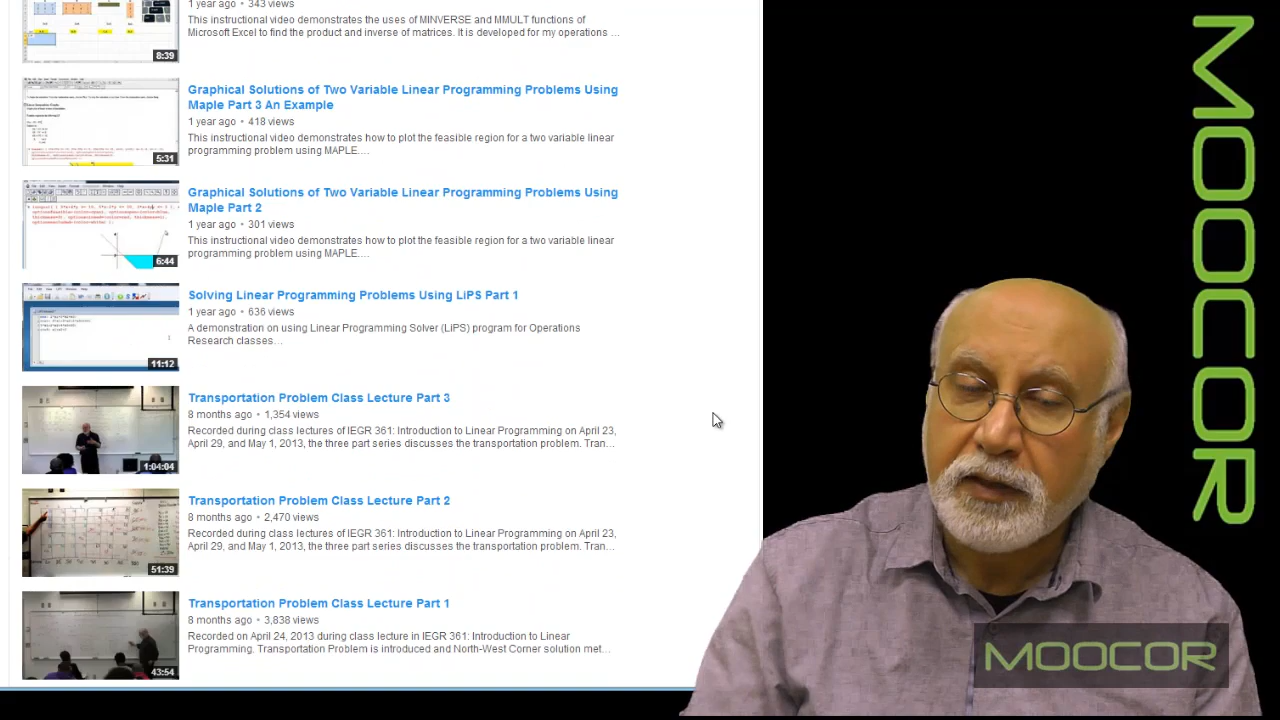 1 year ago • 343 views
This instructional video demonstrates the uses of MINVERSE and MMULT functions of
Microsoft Excel to find the product and inverse of matrices. It is developed for my operations ...
8:39
Graphical Solutions of Two Variable Linear Programming Problems Using
Maple Part 3 An Example
1 year ago • 418 views
This instructional video demonstrates how to plot the feasible region for a two variable linear
programming problem using MAPLE....
5:31
Graphical Solutions of Two Variable Linear Programming Problems Using
Maple Part 2
1 year ago • 301 views
This instructional video demonstrates how to plot the feasible region for a two variable linear
programming problem using MAPLE....
6:44
Solving Linear Programming Problems Using LiPS Part 1
1 year ago • 636 views
A demonstration on using Linear Programming Solver (LiPS) program for Operations
Research classes...
11:12
Transportation Problem Class Lecture Part 3
8 months ago • 1,354 views
Recorded during class lectures of IEGR 361: Introduction to Linear Programming on April 23,
April 29, and May 1, 2013, the three part series discusses the transportation problem. Tran...
1:04:04
Transportation Problem Class Lecture Part 2
8 months ago • 2,470 views
Recorded during class lectures of IEGR 361: Introduction to Linear Programming on April 23,
April 29, and May 1, 2013, the three part series discusses the transportation problem. Tran...
51:39
Transportation Problem Class Lecture Part 1
8 months ago • 3,838 views
Recorded on April 24, 2013 during class lecture in IEGR 361: Introduction to Linear
Programming. Transportation Problem is introduced and North-West Corner solution met...
43:54
MOOCOR
MOOCOR